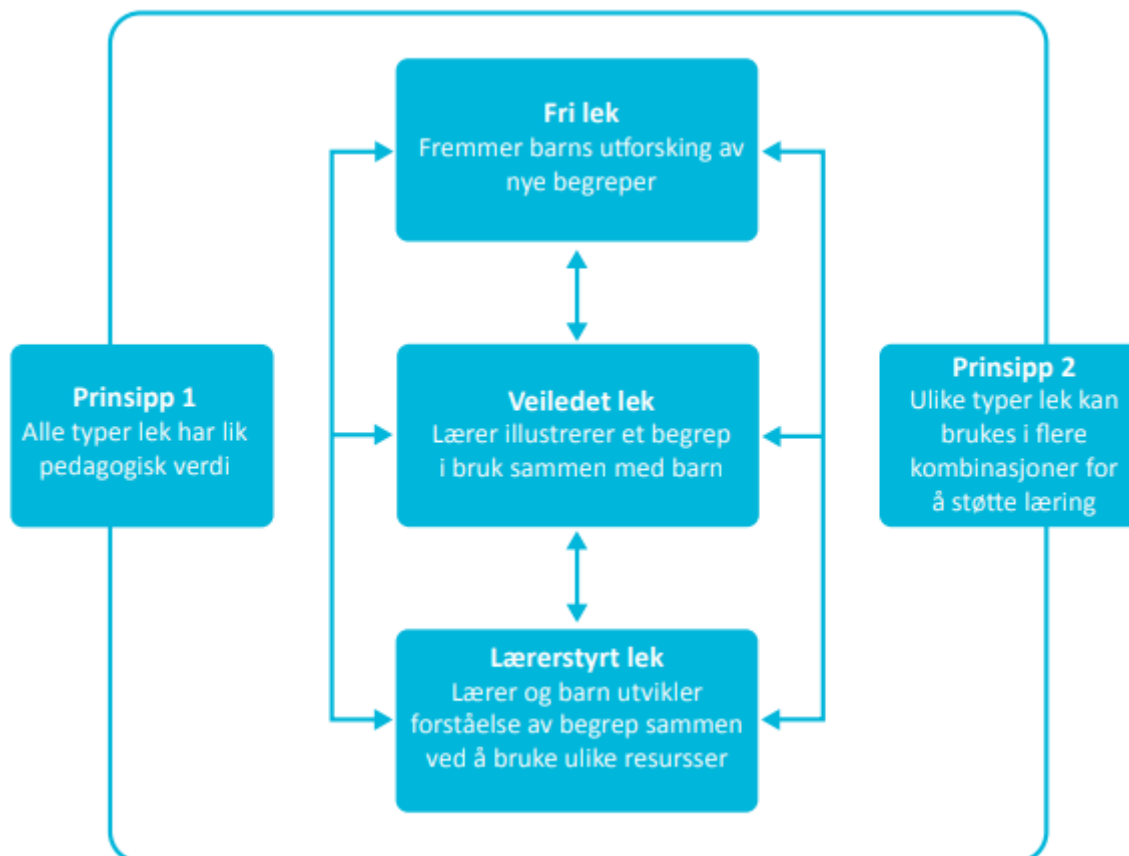 Fri lek
Fremmer barns utforsking av
nye begreper
Prinsipp 1
Alle typer lek har lik
pedagogisk verdi
Veiledet lek
Lærer illustrerer et begrep
i bruk sammen med barn
Prinsipp 2
Ulike typer lek kan
brukes i flere
kombinasjoner for
å støtte læring
Lærerstyrt lek
Lærer og barn utvikler
forståelse av begrep sammen
ved å bruke ulike resursser